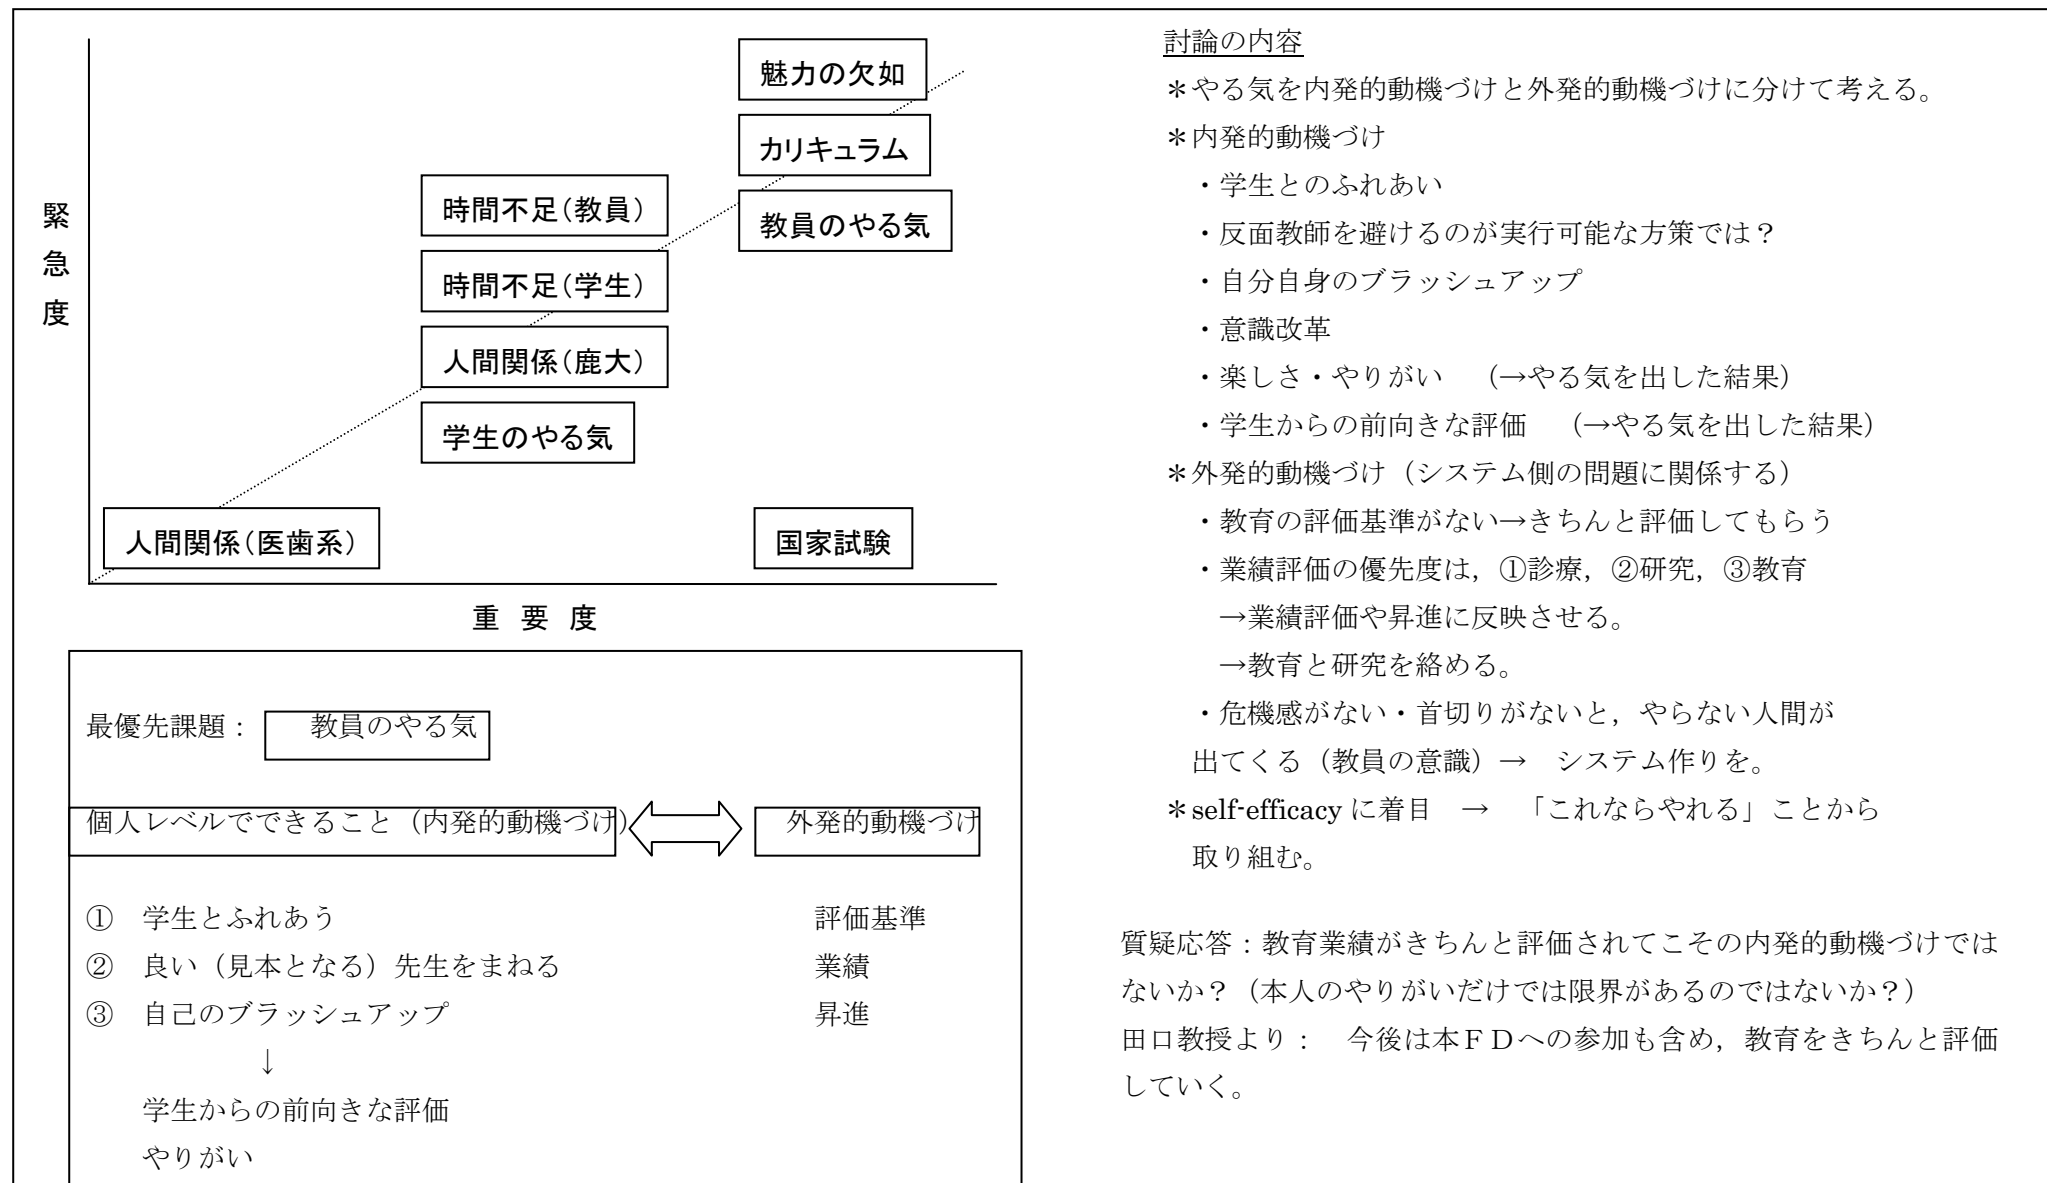 魅力の欠如
カリキュラム
時間不足（教員）
教員のやる気
時間不足（学生）
人間関係（鹿大）
学生のやる気
人間関係（医歯系）
国家試験
緊急度
重 要 度
最優先課題： 教員のやる気
個人レベルでできること（内発的動機づけ） 外発的動機づけ
① 学生とふれあう 評価基準
② 良い（見本となる）先生をまねる 業績
③ 自己のブラッシュアップ 昇進
↓
学生からの前向きな評価
やりがい
討論の内容
＊やる気を内発的動機づけと外発的動機づけに分けて考える。
＊内発的動機づけ
・学生とのふれあい
・反面教師を避けるのが実行可能な方策では？
・自分自身のブラッシュアップ
・意識改革
・楽しさ・やりがい （→やる気を出した結果）
・学生からの前向きな評価 （→やる気を出した結果）
＊外発的動機づけ（システム側の問題に関係する）
・教育の評価基準がない→きちんと評価してもらう
・業績評価の優先度は，①診療，②研究，③教育
→業績評価や昇進に反映させる。
→教育と研究を絡める。
・危機感がない・首切りがないと，やらない人間が
出てくる（教員の意識）→ システム作りを。
＊self-efficacy に着目 → 「これならやれる」ことから
取り組む。
質疑応答：教育業績がきちんと評価されてこその内発的動機づけでは
ないか？（本人のやりがいだけでは限界があるのではないか？）
田口教授より： 今後は本ＦＤへの参加も含め，教育をきちんと評価
していく。